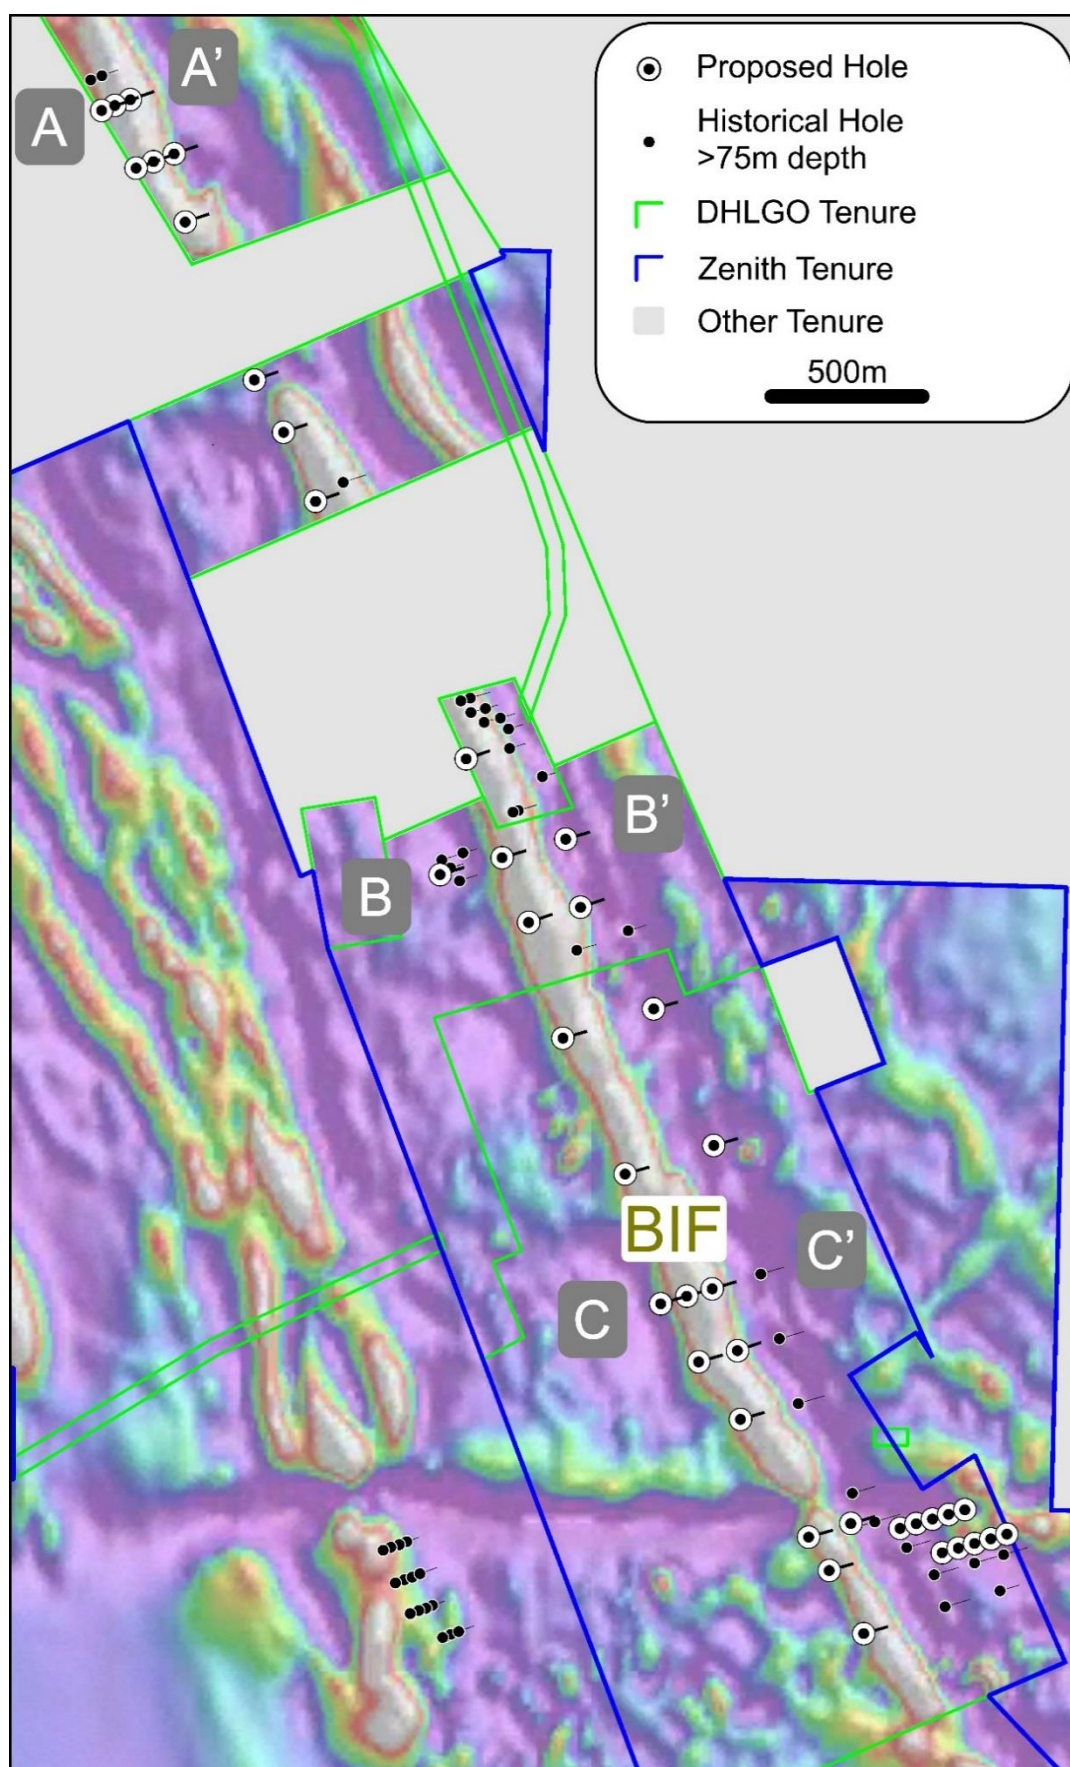 A
A’
Proposed Hole
Historical Hole
>75m depth
DHLGO Tenure
Zenith Tenure
Other Tenure
500m
B’
B
BIF
C’
C